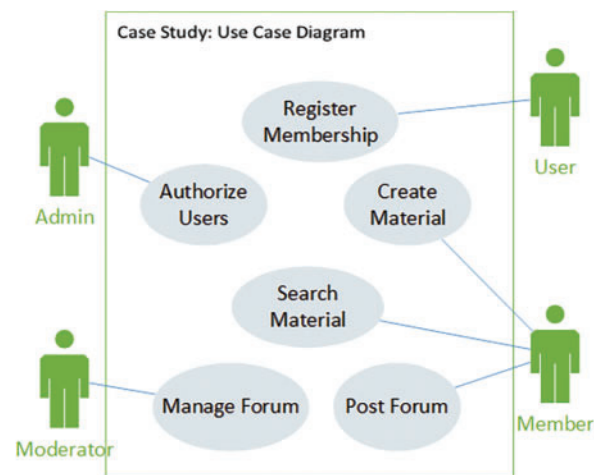 Case Study: Use Case Diagram
Register
Membership
User
Admin
Authorize
Users
Create
Material
Search
Material
Manage Forum
Post Forum
Moderator
Member